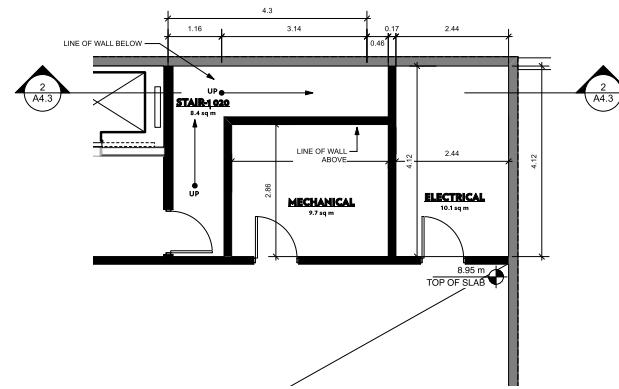 4.3
1.16
3.14
0.17
2.44
0.46
LINE OF WALL BELOW
2
A4.3
2
A4.3
UP
STAIR-1 020
8.4 sq m
LINE OF WALL
ABOVE
2.44
4.12
4.12
2.86
UP
MECHANICAL
9.7 sq m
ELECTRICAL
10.1 sq m
8.95 m
TOP OF SLAB